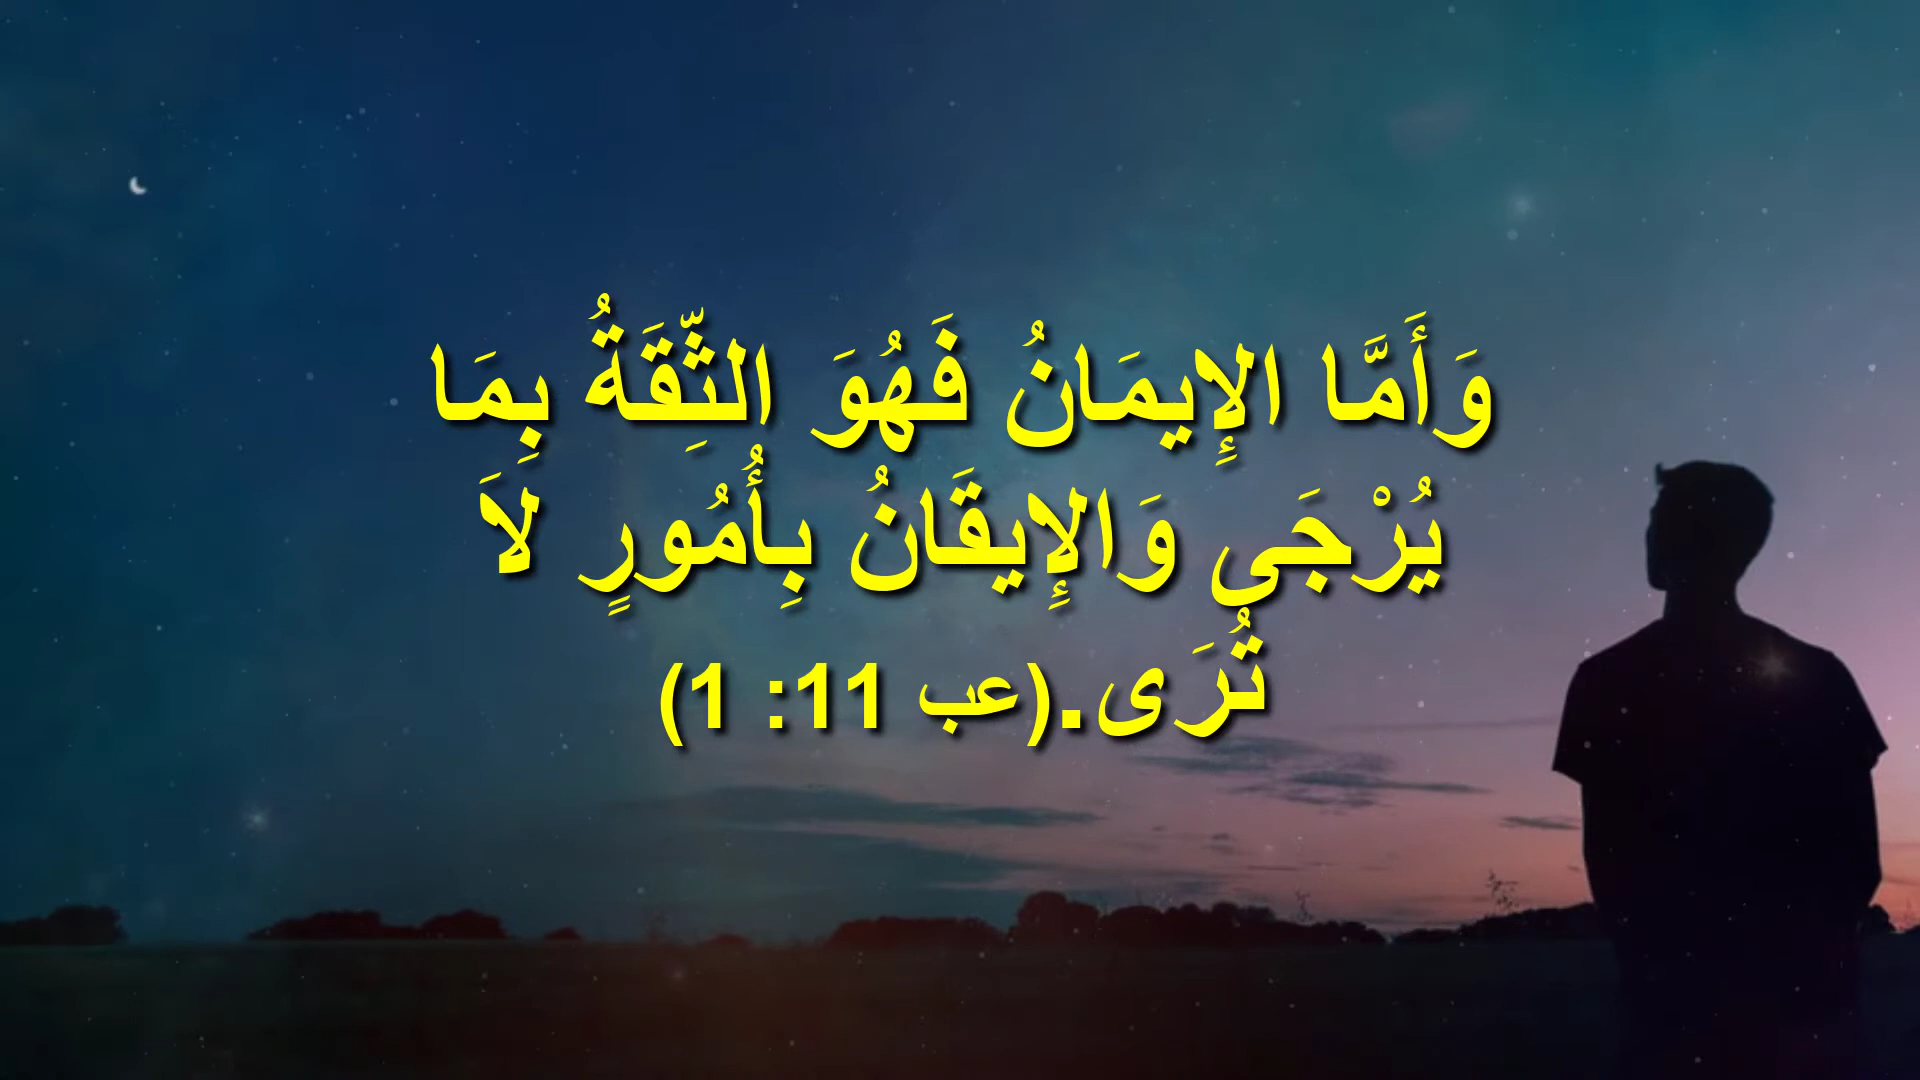 وَأَمَّا الإِيمَانُ فَهُوَ الثِّقَةُ بِمَا
يُرْجَى وَالإِيقَانُ بِأُمُورٍ لاَ
تُرَى.(عب 11: 1)